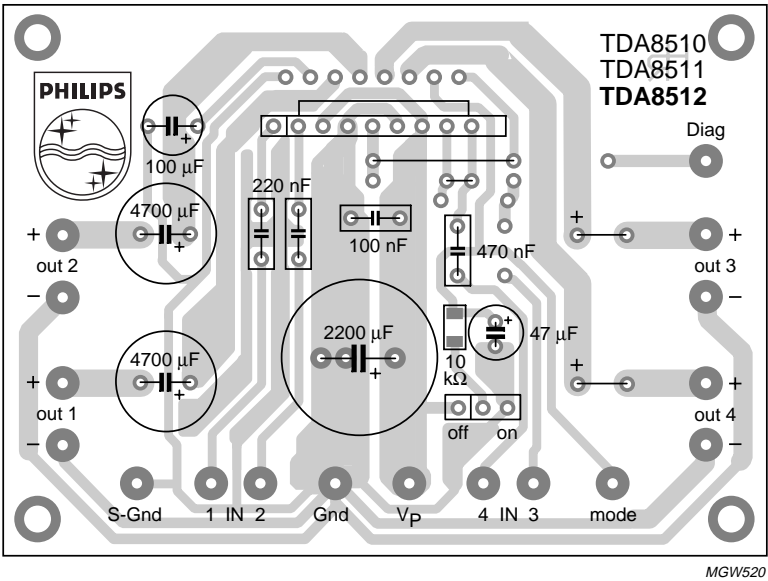 TDA8510
TDA8511
TDA8512
PHILIPS
Diag
+
100 µF
220 nF
4700 µF
+
+
out 2
−
100 nF
470 nF
+
+
out 3
−
2200 µF
+
+
47 µF
4700 µF
+
+
out 1
−
10
kΩ
+
+
out 4
−
off on
S-Gnd 1 IN 2 Gnd VP 4 IN 3 mode
MGW520